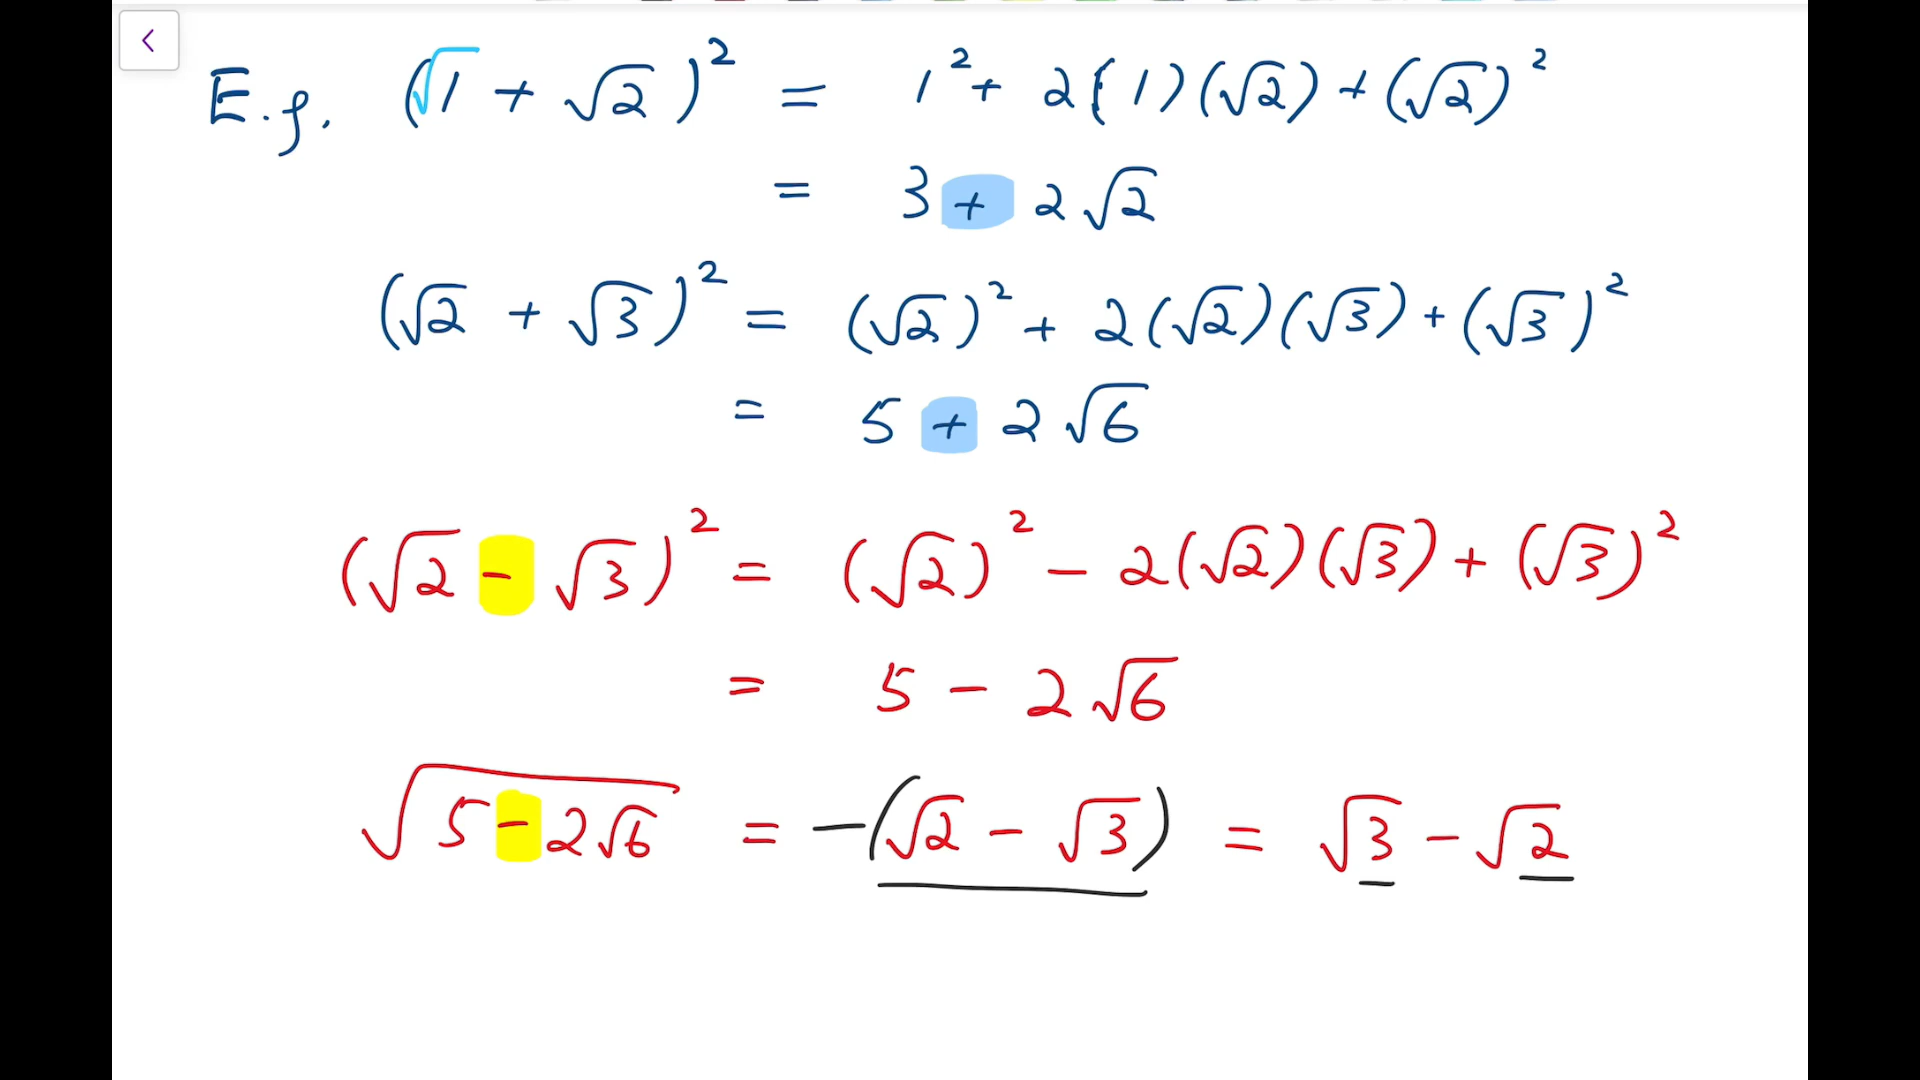 E.g. (√1 + √2)² = 1² + 2(1)(√2) + (√2)²
= 3 + 2√2
(√2 + √3)² = (√2)² + 2(√2)(√3) + (√3)²
= 5 + 2√6
(√2 - √3)² = (√2)² - 2(√2)(√3) + (√3)²
= 5 - 2√6
√(5 - 2√6) = -(√2 - √3) = √3 - √2